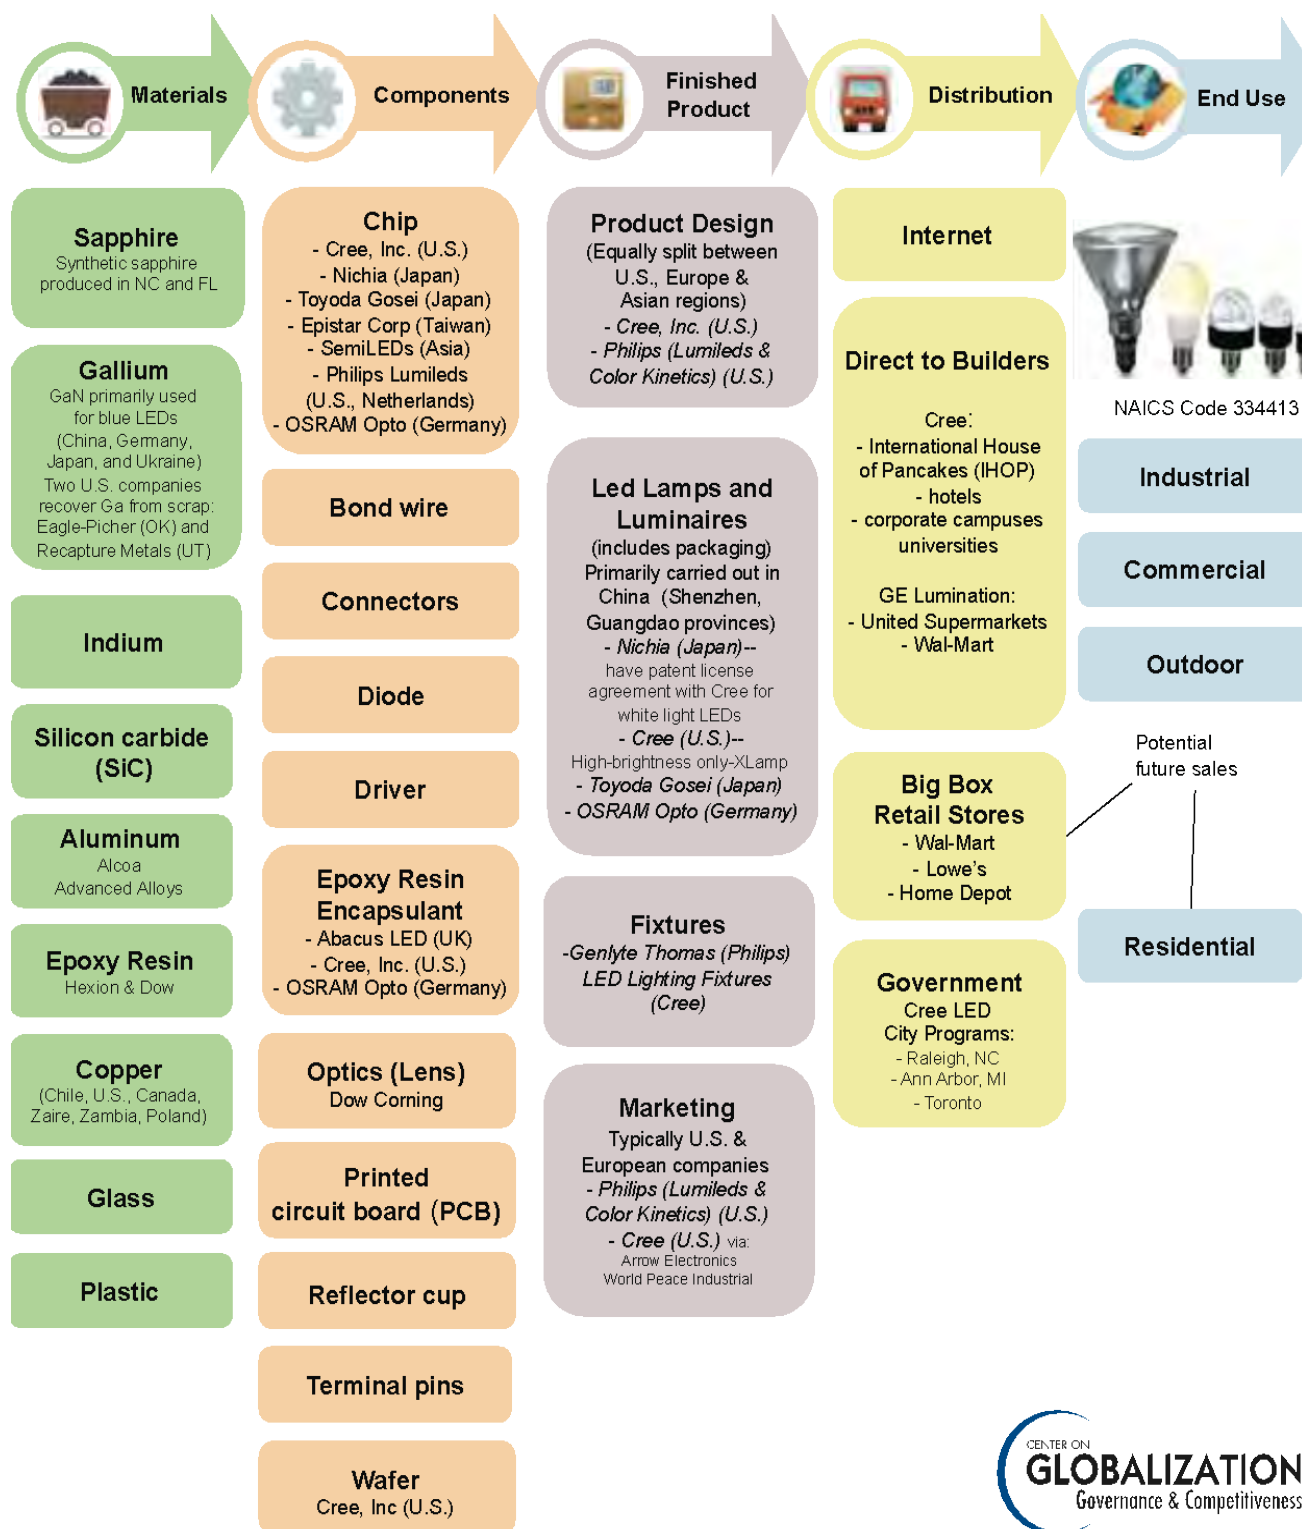 Materials
Components
Finished
Product
Distribution
End Use
Sapphire
Synthetic sapphire
produced in NC and FL
Gallium
GaN primarily used
for blue LEDs
(China, Germany,
Japan, and Ukraine)
Two U.S. companies
recover Ga from scrap:
Eagle-Picher (OK) and
Recapture Metals (UT)
Indium
Silicon carbide
(SiC)
Aluminum
Alcoa
Advanced Alloys
Epoxy Resin
Hexion & Dow
Copper
(Chile, U.S., Canada,
Zaire, Zambia, Poland)
Glass
Plastic
Chip
- Cree, Inc. (U.S.)
- Nichia (Japan)
- Toyoda Gosei (Japan)
- Epistar Corp (Taiwan)
- SemiLEDs (Asia)
- Philips Lumileds
(U.S., Netherlands)
- OSRAM Opto (Germany)
Bond wire
Connectors
Diode
Driver
Epoxy Resin
Encapsulant
- Abacus LED (UK)
- Cree, Inc. (U.S.)
- OSRAM Opto (Germany)
Optics (Lens)
Dow Corning
Printed
circuit board (PCB)
Reflector cup
Terminal pins
Wafer
Cree, Inc (U.S.)
Product Design
(Equally split between
U.S., Europe &
Asian regions)
- Cree, Inc. (U.S.)
- Philips (Lumileds &
Color Kinetics) (U.S.)
Led Lamps and
Luminaires
(includes packaging)
Primarily carried out in
China (Shenzhen,
Guangdao provinces)
- Nichia (Japan)--
have patent license
agreement with Cree for
white light LEDs
- Cree (U.S.)--
High-brightness only-XLamp
- Toyoda Gosei (Japan)
- OSRAM Opto (Germany)
Fixtures
-Genlyte Thomas (Philips)
LED Lighting Fixtures
(Cree)
Marketing
Typically U.S. &
European companies
- Philips (Lumileds &
Color Kinetics) (U.S.)
- Cree (U.S.) via:
Arrow Electronics
World Peace Industrial
Internet
Direct to Builders
Cree:
- International House
of Pancakes (IHOP)
- hotels
- corporate campuses
universities
GE Lumination:
- United Supermarkets
- Wal-Mart
Big Box
Retail Stores
- Wal-Mart
- Lowe's
- Home Depot
Government
Cree LED
City Programs:
- Raleigh, NC
- Ann Arbor, MI
- Toronto
NAICS Code 334413
Industrial
Commercial
Outdoor
Potential
future sales
Residential
CENTER ON
GLOBALIZATION
Governance & Competitiveness